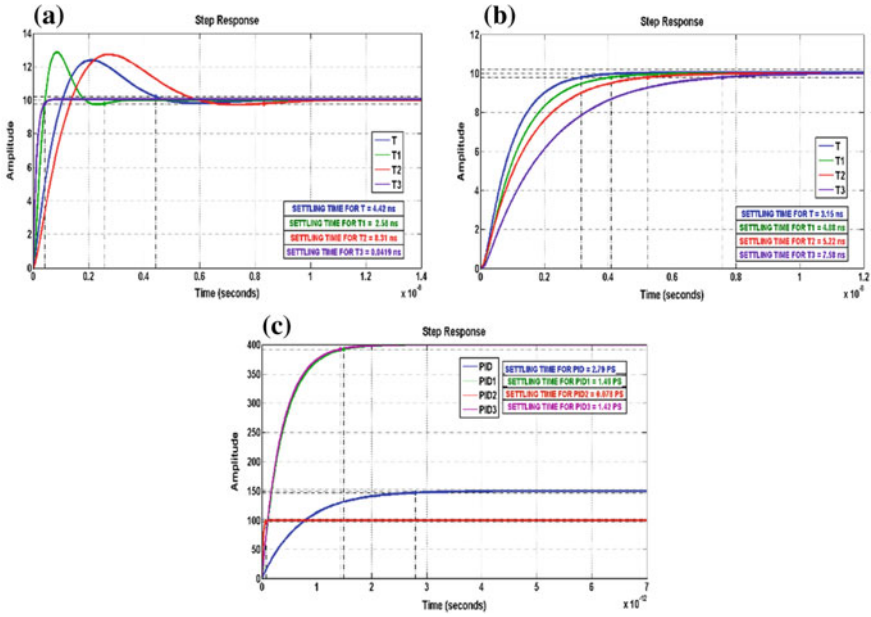 (a)
Step Response
14
12
10
8
6
4
2
0
Amplitude
T
T1
T2
T3
SETTLING TIME FOR T = 4.42 ns
SETTLING TIME FOR T1 = 2.58 ns
SETTLING TIME FOR T2 = 8.31 ns
SETTLING TIME FOR T3 = 0.0419 ns
0 0.2 0.4 0.6 0.8 1 1.2 1.4
Time (seconds)
(b)
Step Response
12
10
8
6
4
2
0
Amplitude
T
T1
T2
T3
SETTLING TIME FOR T = 3.15 ns
SETTLING TIME FOR T1 = 4.08 ns
SETTLING TIME FOR T2 = 5.22 ns
SETTLING TIME FOR T3 = 7.58 ns
0 0.2 0.4 0.6 0.8 1 1.2
Time (seconds)
(c)
Step Response
400
350
300
250
200
150
100
50
0
Amplitude
PID
PID1
PID2
PID3
SETTLING TIME FOR PID = 2.79 PS
SETTLING TIME FOR PID1 = 1.48 PS
SETTLING TIME FOR PID2 = 0.078 PS
SETTLING TIME FOR PID3 = 1.42 PS
0 1 2 3 4 5 6 7
Time (seconds)
x 10⁻¹²